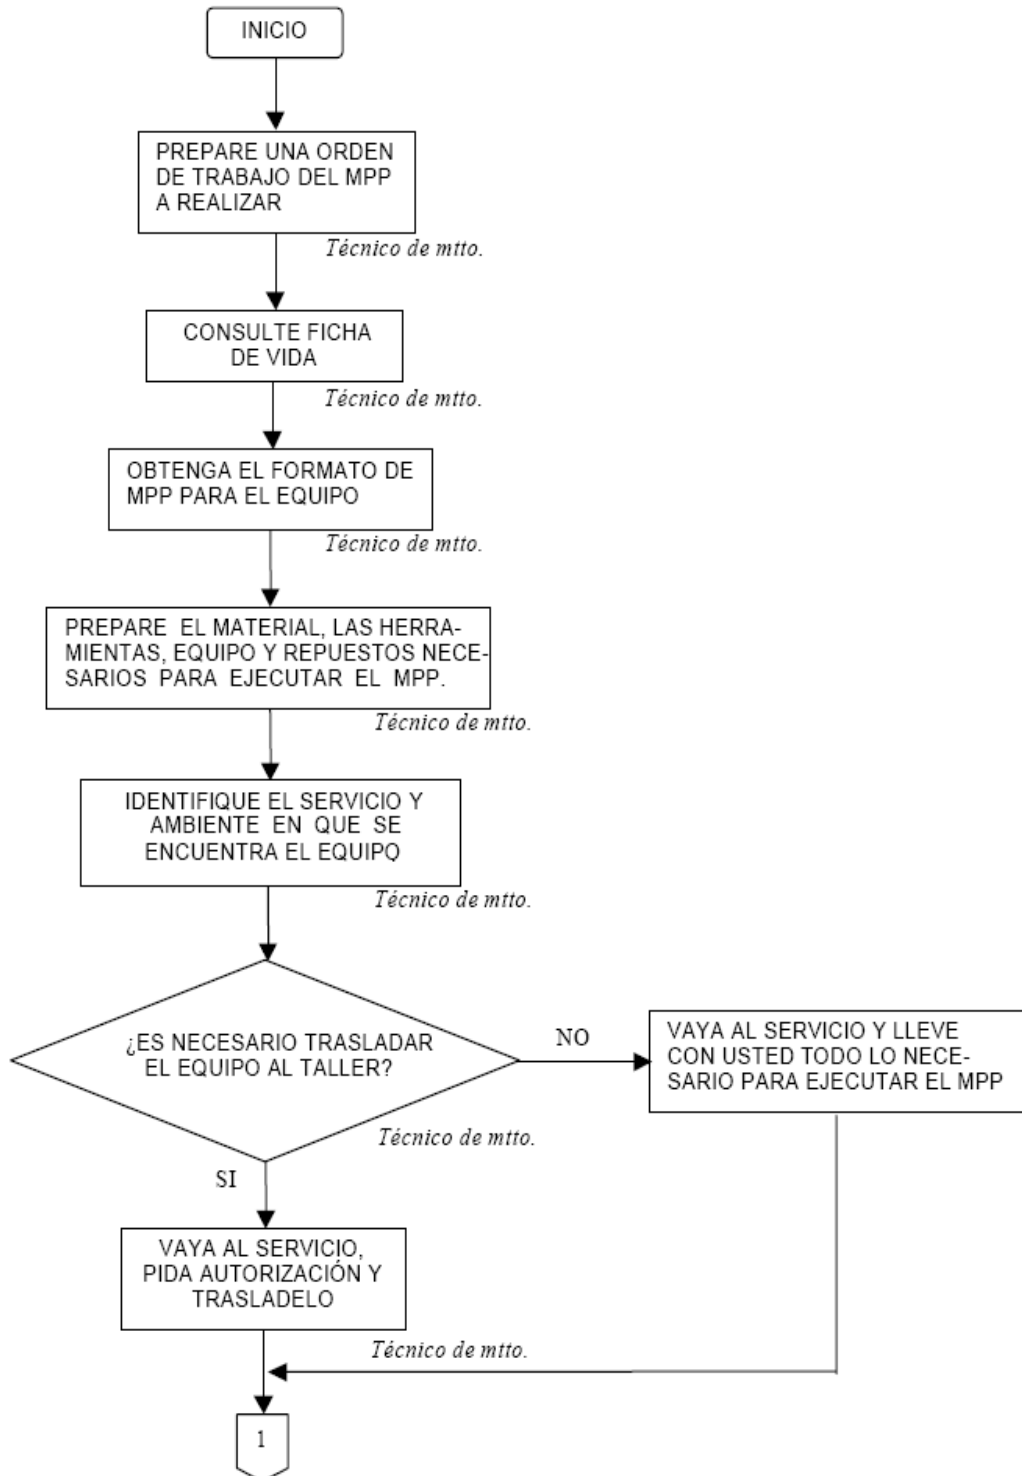 INICIO
PREPARE UNA ORDEN
DE TRABAJO DEL MPP
A REALIZAR
Técnico de mtto.
CONSULTE FICHA
DE VIDA
Técnico de mtto.
OBTENGA EL FORMATO DE
MPP PARA EL EQUIPO
Técnico de mtto.
PREPARE EL MATERIAL, LAS HERRA-
MIENTAS, EQUIPO Y REPUESTOS NECE-
SARIOS PARA EJECUTAR EL MPP.
Técnico de mtto.
IDENTIFIQUE EL SERVICIO Y
AMBIENTE EN QUE SE
ENCUENTRA EL EQUIPO
Técnico de mtto.
¿ES NECESARIO TRASLADAR
EL EQUIPO AL TALLER?
Técnico de mtto.
NO
VAYA AL SERVICIO Y LLEVE
CON USTED TODO LO NECE-
SARIO PARA EJECUTAR EL MPP
SI
VAYA AL SERVICIO,
PIDA AUTORIZACIÓN Y
TRASLADELO
Técnico de mtto.
1